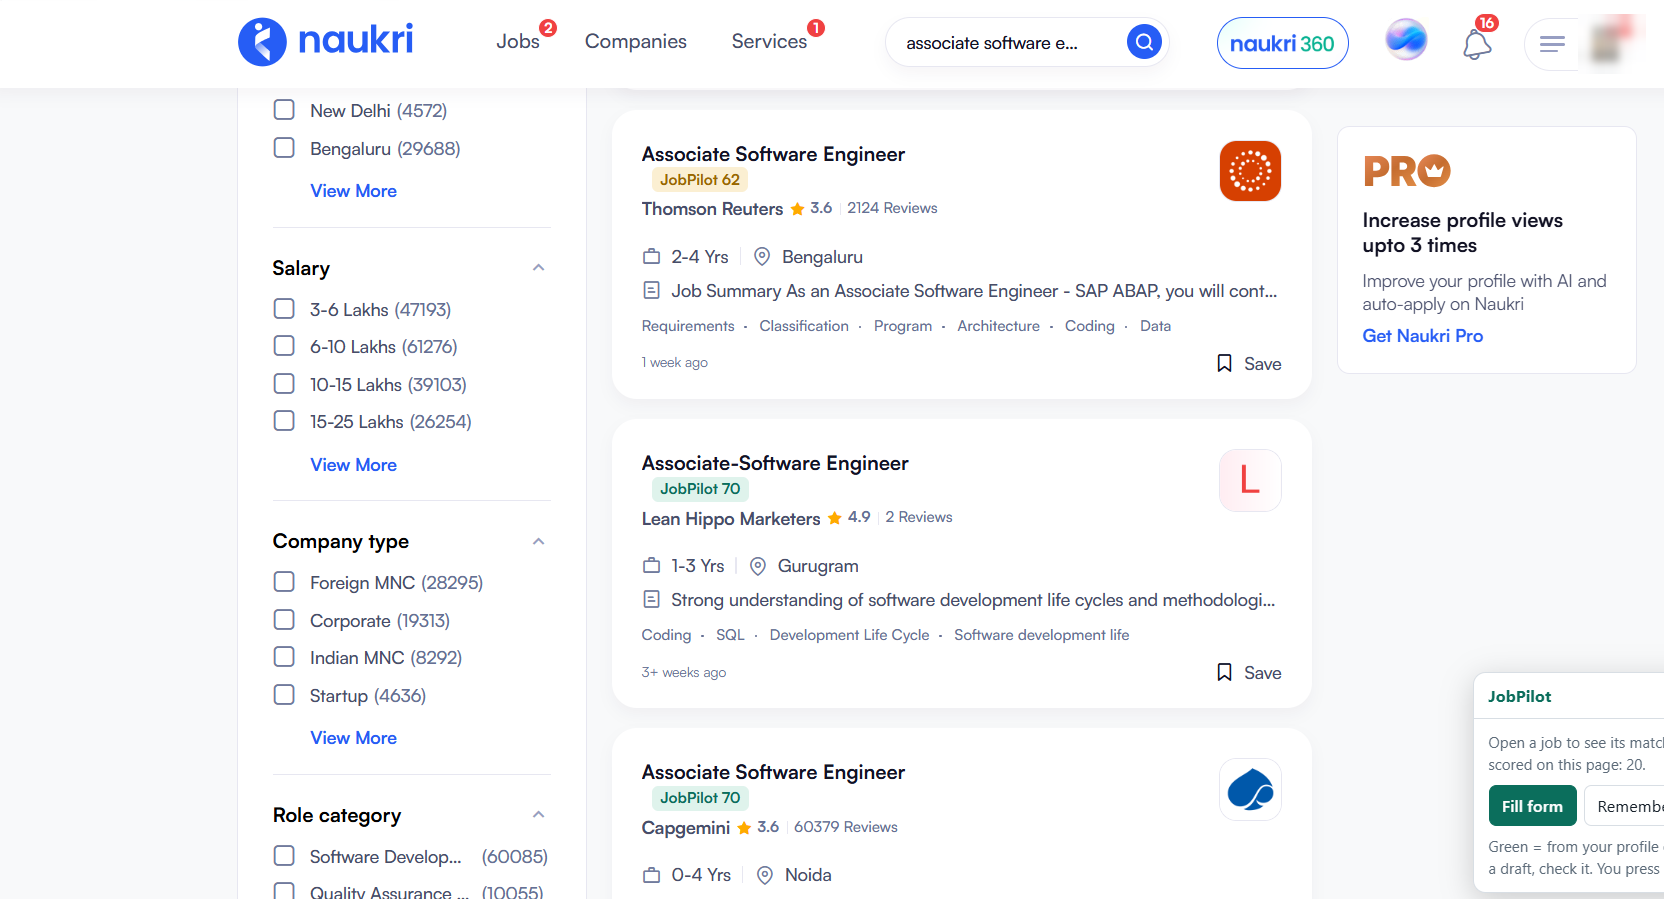 naukri
Jobs 2
Companies
Services 1
associate software e...
naukri 360
16
New Delhi (4572)
Bengaluru (29688)
View More
Salary
3-6 Lakhs (47193)
6-10 Lakhs (61276)
10-15 Lakhs (39103)
15-25 Lakhs (26254)
View More
Company type
Foreign MNC (28295)
Corporate (19313)
Indian MNC (8292)
Startup (4636)
View More
Role category
Software Develop... (60085)
Quality Assurance ... (10055)
Associate Software Engineer
JobPilot 62
Thomson Reuters 3.6 2124 Reviews
2-4 Yrs Bengaluru
Job Summary As an Associate Software Engineer - SAP ABAP, you will cont...
Requirements · Classification · Program · Architecture · Coding · Data
1 week ago
Save
Associate-Software Engineer
JobPilot 70
Lean Hippo Marketers 4.9 2 Reviews
L
1-3 Yrs Gurugram
Strong understanding of software development life cycles and methodologi...
Coding · SQL · Development Life Cycle · Software development life
3+ weeks ago
Save
Associate Software Engineer
JobPilot 70
Capgemini 3.6 60379 Reviews
0-4 Yrs Noida
PRO
Increase profile views
upto 3 times
Improve your profile with AI and
auto-apply on Naukri
Get Naukri Pro
JobPilot
Open a job to see its matc
scored on this page: 20.
Fill form
Rememb
Green = from your profile
a draft, check it. You press